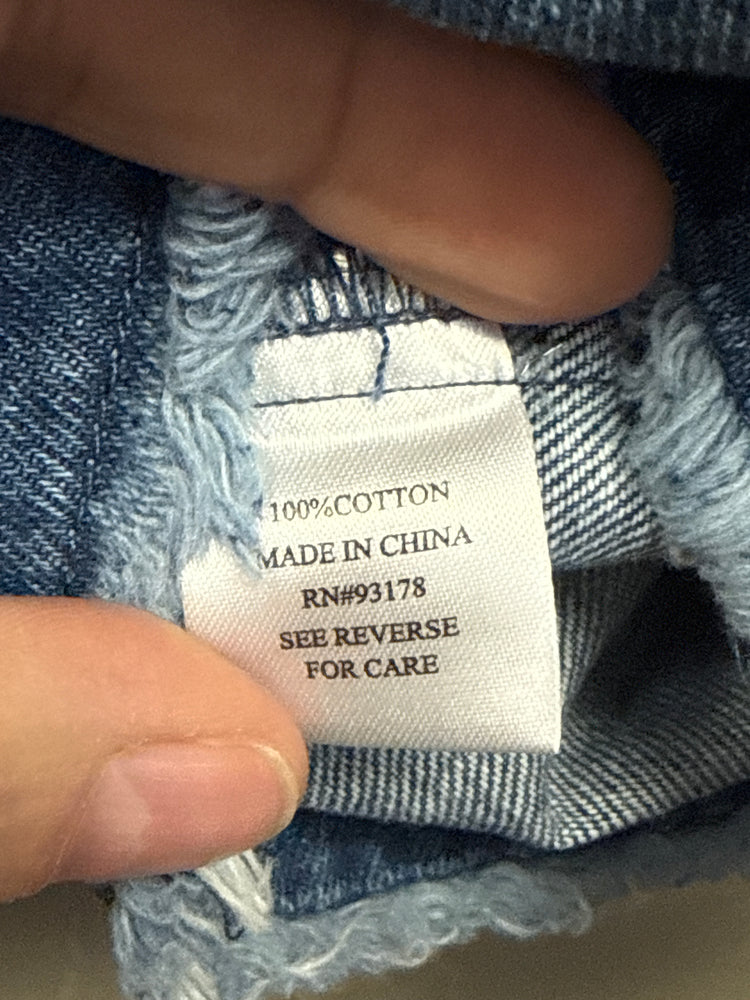 100%COTTON
MADE IN CHINA
RN#93178
SEE REVERSE
FOR CARE